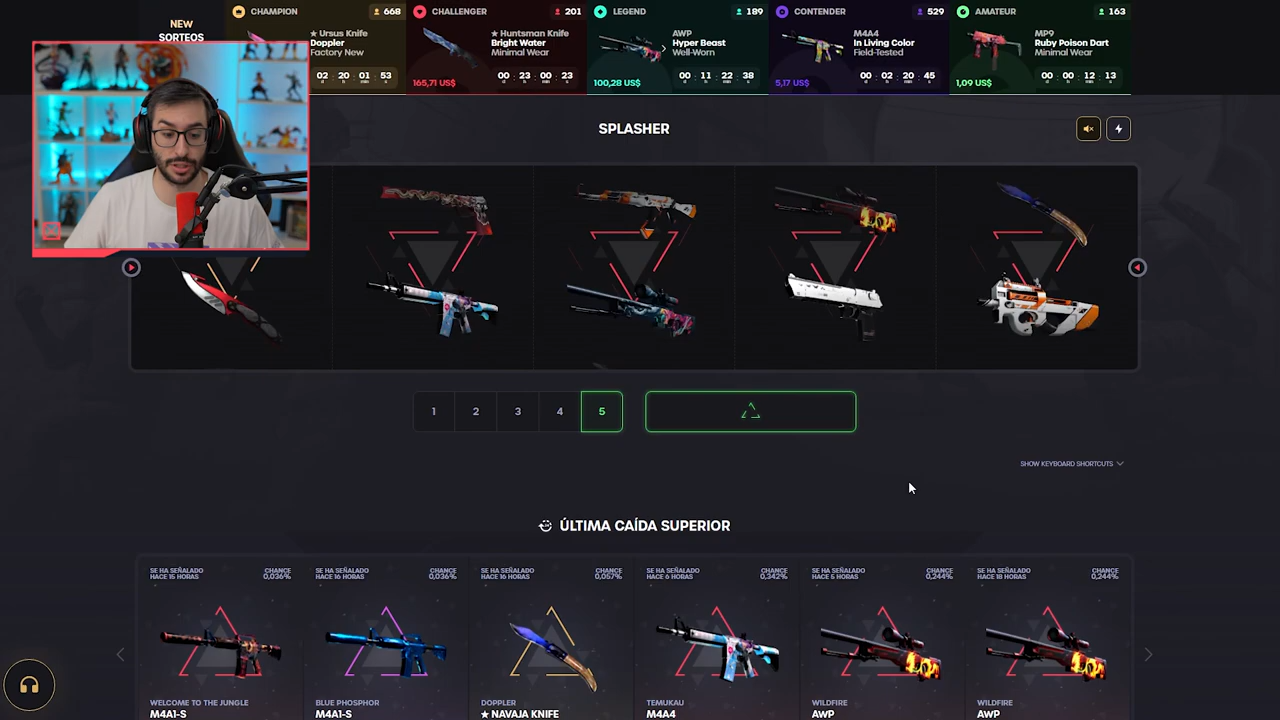 NEW
SORTEOS
CHAMPION
668
★ Ursus Knife
Doppler
Factory New
02 : 20 : 01 : 53
CHALLENGER
201
★ Huntsman Knife
Bright Water
Minimal Wear
165,71 US$
00 : 23 : 00 : 23
LEGEND
189
AWP
Hyper Beast
Well-Worn
100,28 US$
00 : 11 : 22 : 38
CONTENDER
529
M4A4
In Living Color
Field-Tested
5,17 US$
00 : 02 : 20 : 45
AMATEUR
163
MP9
Ruby Poison Dart
Minimal Wear
1,09 US$
00 : 00 : 12 : 13
SPLASHER
1
2
3
4
5
SHOW KEYBOARD SHORTCUTS
ÚLTIMA CAÍDA SUPERIOR
SE HA SEÑALADO
HACE 15 HORAS
CHANCE
0,036%
WELCOME TO THE JUNGLE
M4A1-S
SE HA SEÑALADO
HACE 16 HORAS
CHANCE
0,036%
BLUE PHOSPHOR
M4A1-S
SE HA SEÑALADO
HACE 16 HORAS
CHANCE
0,057%
DOPPLER
★ NAVAJA KNIFE
SE HA SEÑALADO
HACE 6 HORAS
CHANCE
0,342%
TEMUKAU
M4A4
SE HA SEÑALADO
HACE 5 HORAS
CHANCE
0,244%
WILDFIRE
AWP
SE HA SEÑALADO
HACE 18 HORAS
CHANCE
0,244%
WILDFIRE
AWP